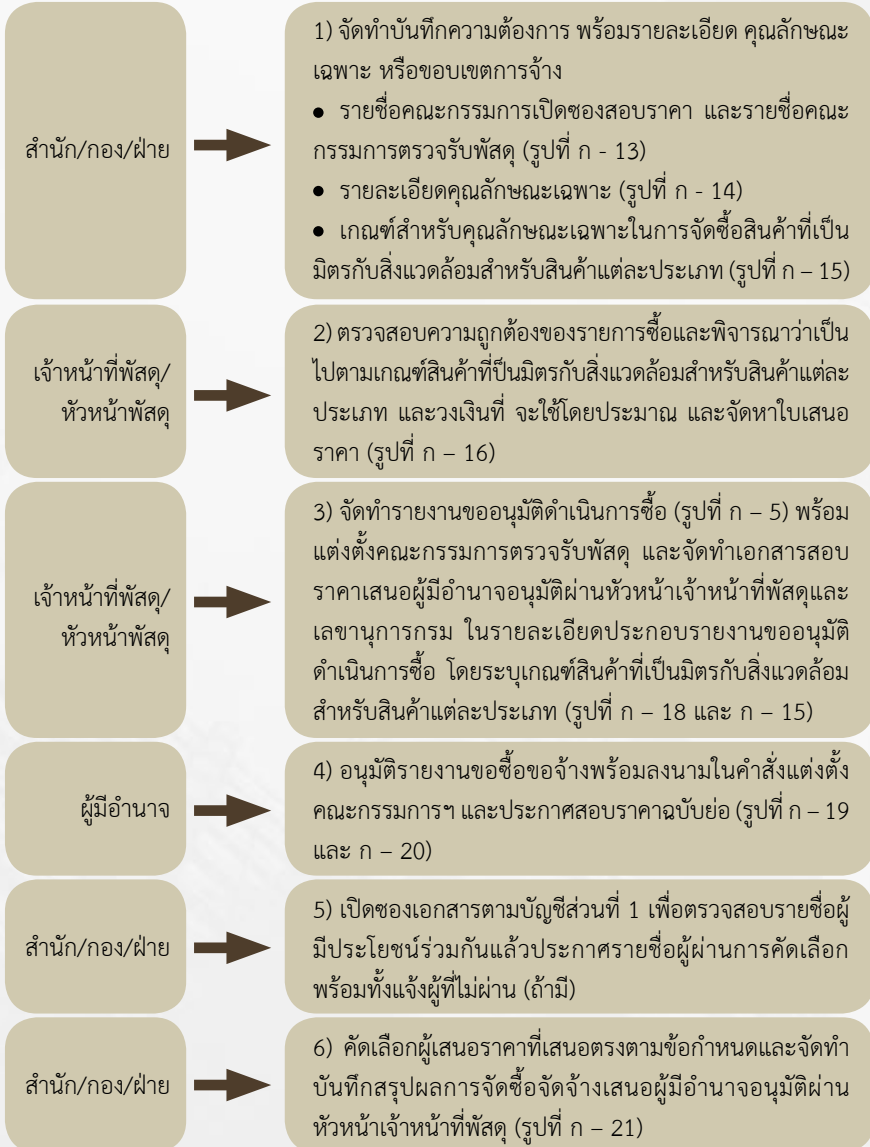 สำนัก/กอง/ฝ่าย
1) จัดทำบันทึกความต้องการ พร้อมรายละเอียด คุณลักษณะ
เฉพาะ หรือขอบเขตการจ้าง
• รายชื่อคณะกรรมการเปิดซองสอบราคา และรายชื่อคณะ
กรรมการตรวจรับพัสดุ (รูปที่ ก - 13)
• รายละเอียดคุณลักษณะเฉพาะ (รูปที่ ก - 14)
• เกณฑ์สำหรับคุณลักษณะเฉพาะในการจัดซื้อสินค้าที่เป็น
มิตรกับสิ่งแวดล้อมสำหรับสินค้าแต่ละประเภท (รูปที่ ก – 15)
เจ้าหน้าที่พัสดุ/
หัวหน้าพัสดุ
2) ตรวจสอบความถูกต้องของรายการซื้อและพิจารณาว่าเป็น
ไปตามเกณฑ์สินค้าที่ป็นมิตรกับสิ่งแวดล้อมสำหรับสินค้าแต่ละ
ประเภท และวงเงินที่ จะใช้โดยประมาณ และจัดหาใบเสนอ
ราคา (รูปที่ ก – 16)
เจ้าหน้าที่พัสดุ/
หัวหน้าพัสดุ
3) จัดทำรายงานขออนุมัติดำเนินการซื้อ (รูปที่ ก – 5) พร้อม
แต่งตั้งคณะกรรมการตรวจรับพัสดุ และจัดทำเอกสารสอบ
ราคาเสนอผู้มีอำนาจอนุมัติผ่านหัวหน้าเจ้าหน้าที่พัสดุและ
เลขานุการกรม ในรายละเอียดประกอบรายงานขออนุมัติ
ดำเนินการซื้อ โดยระบุเกณฑ์สินค้าที่เป็นมิตรกับสิ่งแวดล้อม
สำหรับสินค้าแต่ละประเภท (รูปที่ ก – 18 และ ก – 15)
ผู้มีอำนาจ
4) อนุมัติรายงานขอซื้อขอจ้างพร้อมลงนามในคำสั่งแต่งตั้ง
คณะกรรมการฯ และประกาศสอบราคาฉบับย่อ (รูปที่ ก – 19
และ ก – 20)
สำนัก/กอง/ฝ่าย
5) เปิดซองเอกสารตามบัญชีส่วนที่ 1 เพื่อตรวจสอบรายชื่อผู้
มีประโยชน์ร่วมกันแล้วประกาศรายชื่อผู้ผ่านการคัดเลือก
พร้อมทั้งแจ้งผู้ที่ไม่ผ่าน (ถ้ามี)
สำนัก/กอง/ฝ่าย
6) คัดเลือกผู้เสนอราคาที่เสนอตรงตามข้อกำหนดและจัดทำ
บันทึกสรุปผลการจัดซื้อจัดจ้างเสนอผู้มีอำนาจอนุมัติผ่าน
หัวหน้าเจ้าหน้าที่พัสดุ (รูปที่ ก – 21)